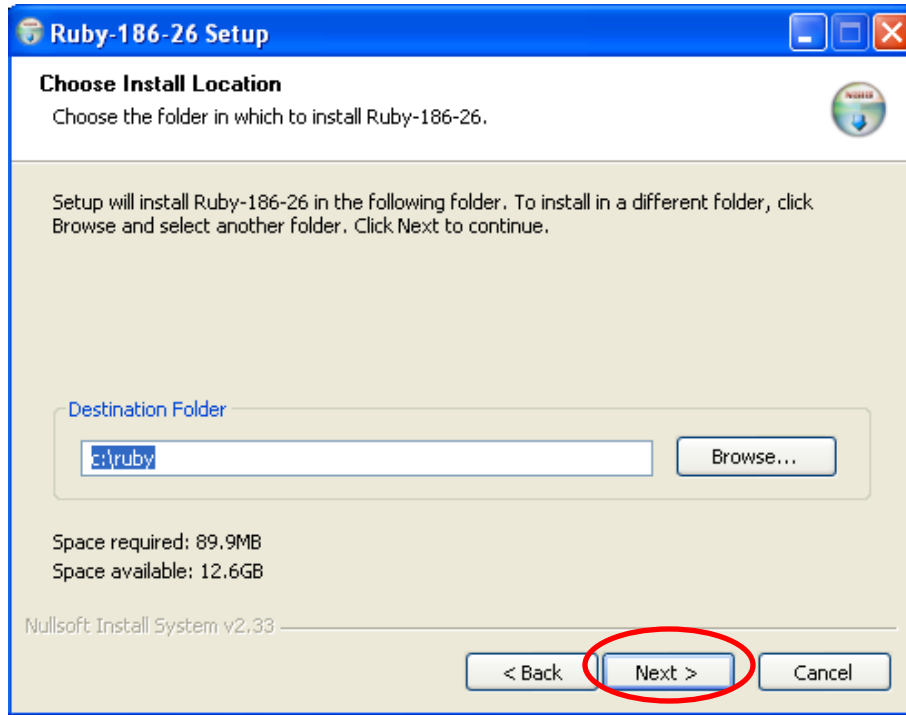 Ruby-186-26 Setup
Choose Install Location
Choose the folder in which to install Ruby-186-26.
Setup will install Ruby-186-26 in the following folder. To install in a different folder, click
Browse and select another folder. Click Next to continue.
Destination Folder
c:\ruby
Browse...
Space required: 89.9MB
Space available: 12.6GB
Nullsoft Install System v2.33
< Back
Next >
Cancel